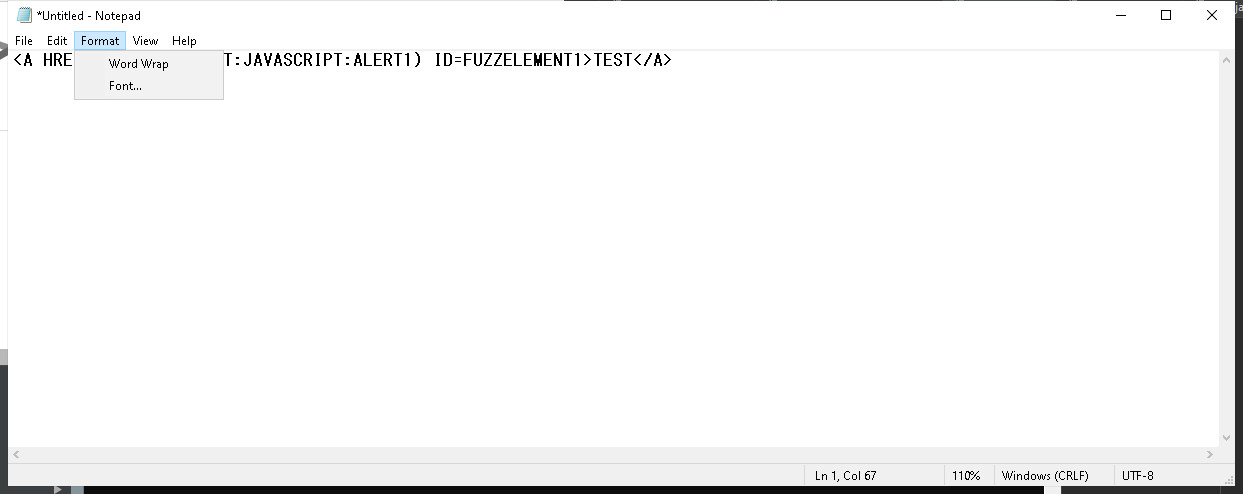 *Untitled - Notepad
File Edit Format View Help
<A HRE T:JAVASCRIPT:ALERT1) ID=FUZZELEMENT1>TEST</A>
Word Wrap
Font...
Ln 1, Col 67 110% Windows (CRLF) UTF-8